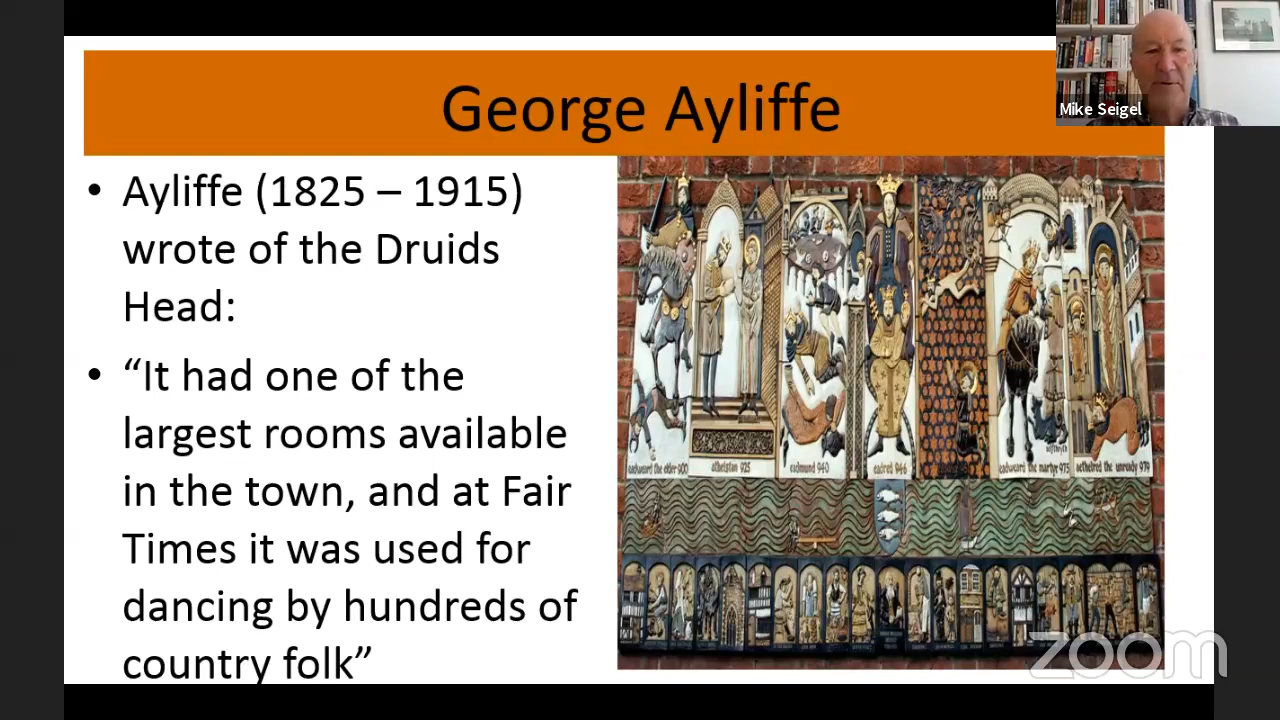 George Ayliffe
Mike Seigel
• Ayliffe (1825 – 1915)
wrote of the Druids
Head:
• “It had one of the
largest rooms available
in the town, and at Fair
Times it was used for
dancing by hundreds of
country folk”
eadweard the elder 900
athelstan 925
eadmund 940
eadred 946
eadweard the martyr 975
aethelred the unready 979
zoom